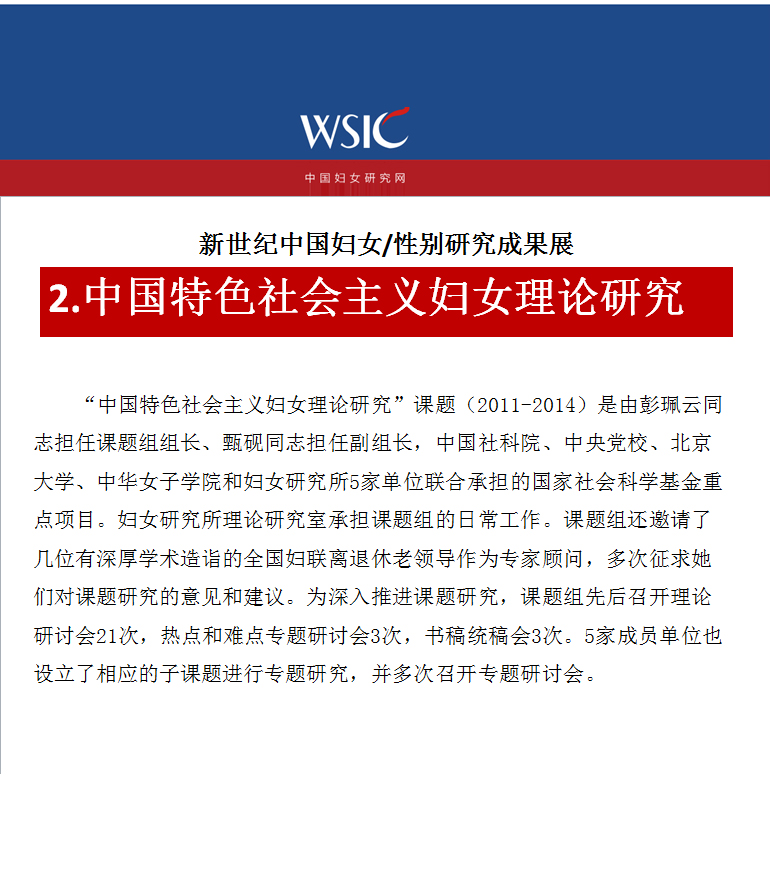 WSIC
中国妇女研究网
新世纪中国妇女/性别研究成果展
2.中国特色社会主义妇女理论研究
“中国特色社会主义妇女理论研究”课题（2011-2014）是由彭珮云同
志担任课题组组长、甄砚同志担任副组长，中国社科院、中央党校、北京
大学、中华女子学院和妇女研究所5家单位联合承担的国家社会科学基金重
点项目。妇女研究所理论研究室承担课题组的日常工作。课题组还邀请了
几位有深厚学术造诣的全国妇联离退休老领导作为专家顾问，多次征求她
们对课题研究的意见和建议。为深入推进课题研究，课题组先后召开理论
研讨会21次，热点和难点专题研讨会3次，书稿统稿会3次。5家成员单位也
设立了相应的子课题进行专题研究，并多次召开专题研讨会。